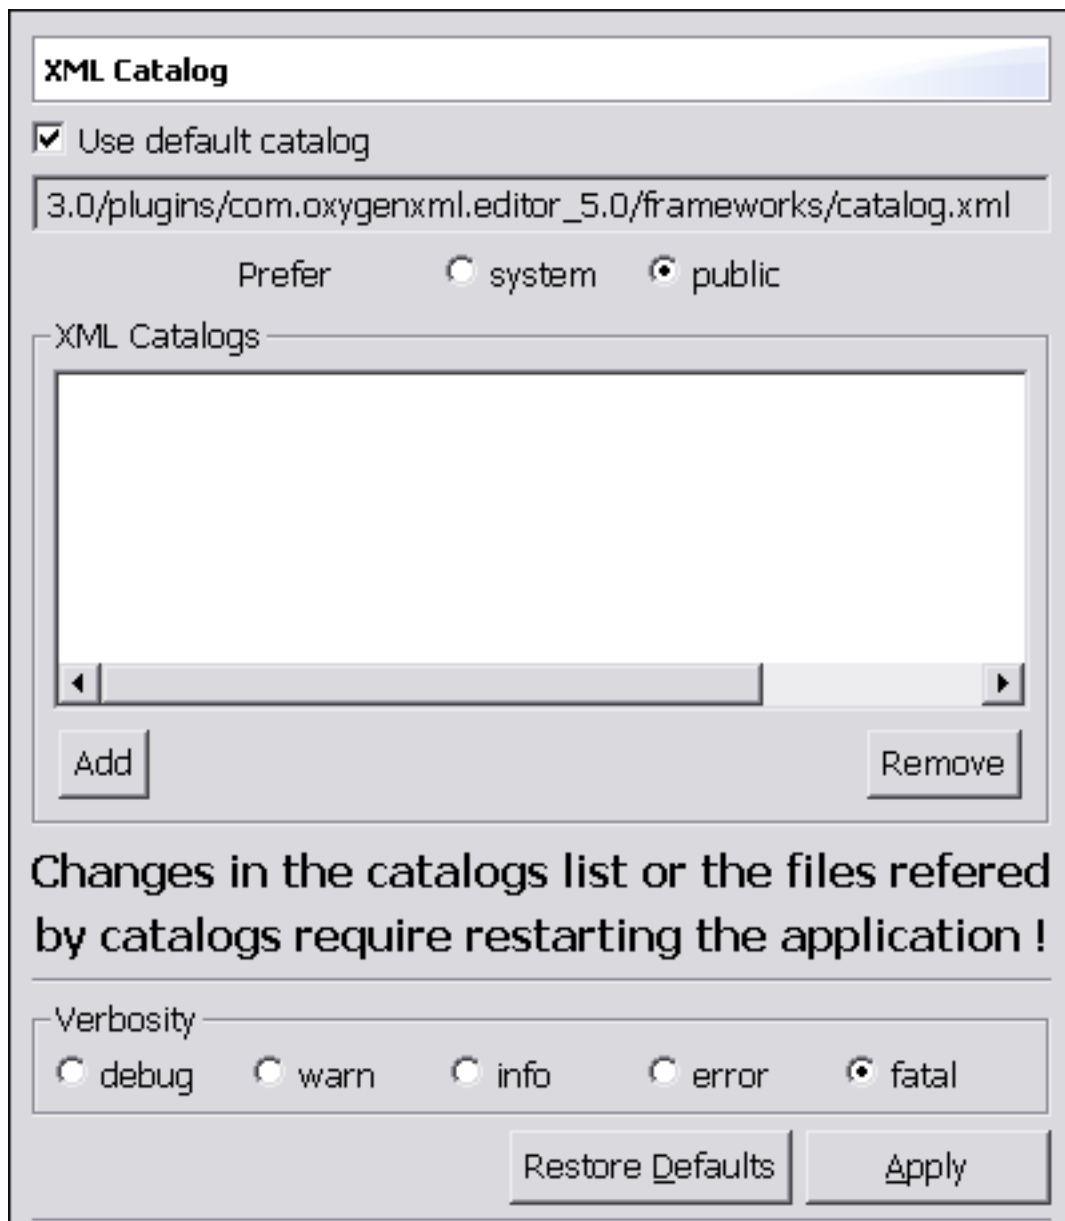 XML Catalog
Use default catalog
3.0/plugins/com.oxygenxml.editor_5.0/frameworks/catalog.xml
Prefer system public
XML Catalogs
Add Remove
Changes in the catalogs list or the files refered
by catalogs require restarting the application !
Verbosity
debug warn info error fatal
Restore Defaults Apply